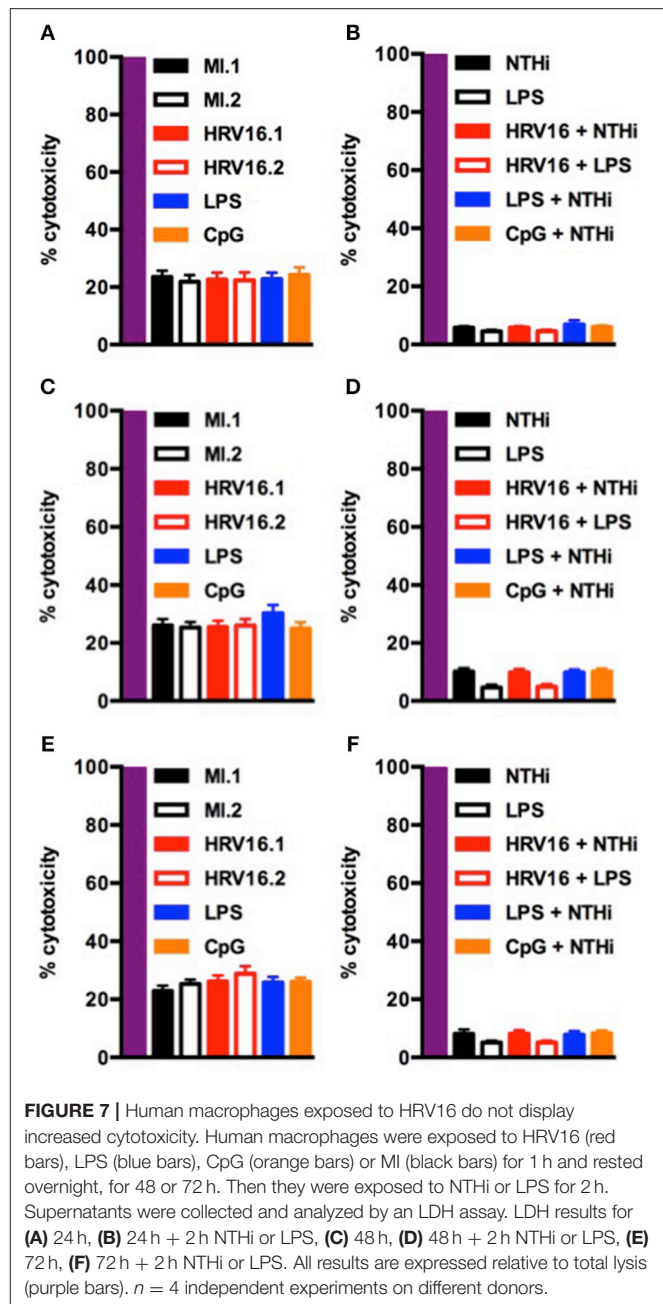 A
% cytotoxicity
100
80
60
40
20
0
MI.1
MI.2
HRV16.1
HRV16.2
LPS
CpG
B
% cytotoxicity
100
80
60
40
20
0
NTHi
LPS
HRV16 + NTHi
HRV16 + LPS
LPS + NTHi
CpG + NTHi
C
% cytotoxicity
100
80
60
40
20
0
MI.1
MI.2
HRV16.1
HRV16.2
LPS
CpG
D
% cytotoxicity
100
80
60
40
20
0
NTHi
LPS
HRV16 + NTHi
HRV16 + LPS
LPS + NTHi
CpG + NTHi
E
% cytotoxicity
100
80
60
40
20
0
MI.1
MI.2
HRV16.1
HRV16.2
LPS
CpG
F
% cytotoxicity
100
80
60
40
20
0
NTHi
LPS
HRV16 + NTHi
HRV16 + LPS
LPS + NTHi
CpG + NTHi
FIGURE 7 | Human macrophages exposed to HRV16 do not display
increased cytotoxicity. Human macrophages were exposed to HRV16 (red
bars), LPS (blue bars), CpG (orange bars) or MI (black bars) for 1 h and rested
overnight, for 48 or 72 h. Then they were exposed to NTHi or LPS for 2 h.
Supernatants were collected and analyzed by an LDH assay. LDH results for
(A) 24 h, (B) 24 h + 2 h NTHi or LPS, (C) 48 h, (D) 48 h + 2 h NTHi or LPS, (E)
72 h, (F) 72 h + 2 h NTHi or LPS. All results are expressed relative to total lysis
(purple bars). n = 4 independent experiments on different donors.